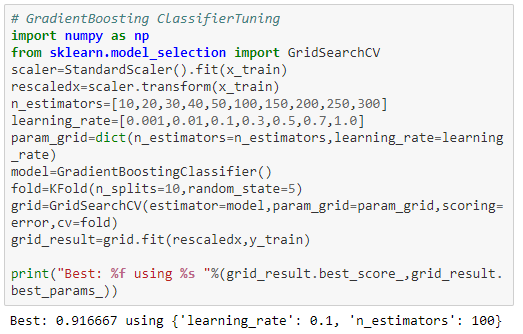 # GradientBoosting ClassifierTuning
import numpy as np
from sklearn.model_selection import GridSearchCV
scaler=StandardScaler().fit(x_train)
rescaledx=scaler.transform(x_train)
n_estimators=[10,20,30,40,50,100,150,200,250,300]
learning_rate=[0.001,0.01,0.1,0.3,0.5,0.7,1.0]
param_grid=dict(n_estimators=n_estimators,learning_rate=learning
_rate)
model=GradientBoostingClassifier()
fold=KFold(n_splits=10,random_state=5)
grid=GridSearchCV(estimator=model,param_grid=param_grid,scoring=
error,cv=fold)
grid_result=grid.fit(rescaledx,y_train)
print("Best: %f using %s "%(grid_result.best_score_,grid_result.
best_params_))
Best: 0.916667 using {'learning_rate': 0.1, 'n_estimators': 100}